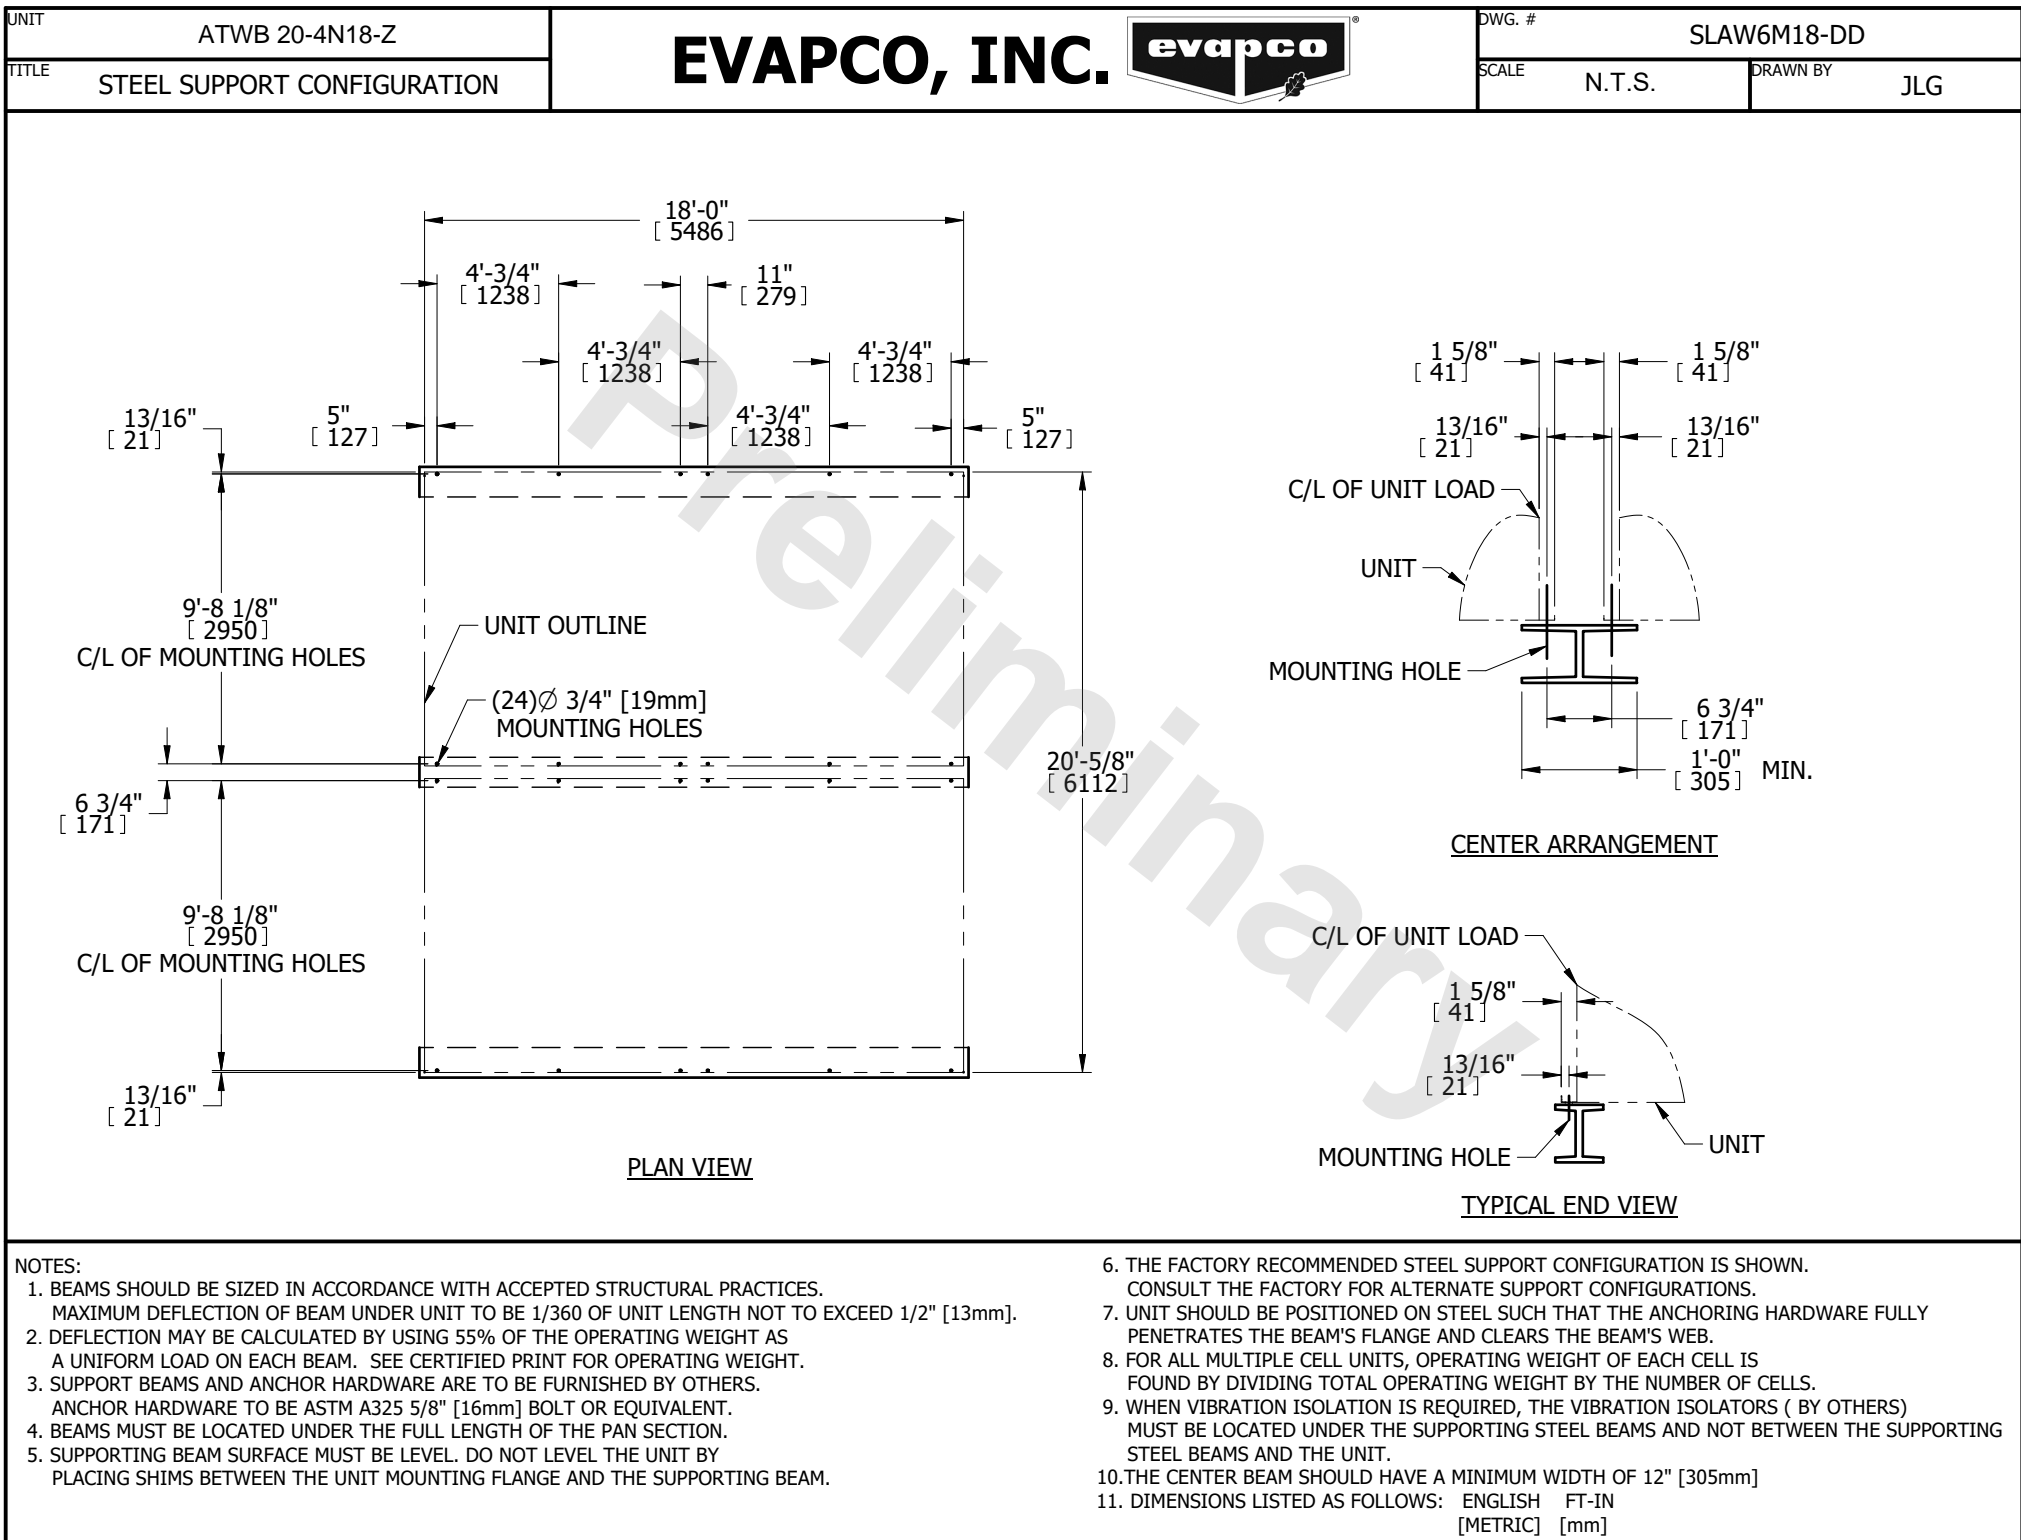 UNIT
ATWB 20-4N18-Z
TITLE
STEEL SUPPORT CONFIGURATION
EVAPCO, INC.
evapco
®
DWG. #
SLAW6M18-DD
SCALE
N.T.S.
DRAWN BY
JLG
18'-0"
[ 5486 ]
4'-3/4"
[ 1238 ]
11"
[ 279 ]
4'-3/4"
[ 1238 ]
4'-3/4"
[ 1238 ]
13/16"
[ 21 ]
5"
[ 127 ]
4'-3/4"
[ 1238 ]
5"
[ 127 ]
9'-8 1/8"
[ 2950 ]
C/L OF MOUNTING HOLES
UNIT OUTLINE
(24)∅ 3/4" [19mm]
MOUNTING HOLES
6 3/4"
[ 171 ]
20'-5/8"
[ 6112 ]
9'-8 1/8"
[ 2950 ]
C/L OF MOUNTING HOLES
13/16"
[ 21 ]
PLAN VIEW
Preliminary
1 5/8"
[ 41 ]
1 5/8"
[ 41 ]
13/16"
[ 21 ]
13/16"
[ 21 ]
C/L OF UNIT LOAD
UNIT
MOUNTING HOLE
6 3/4"
[ 171 ]
1'-0"
[ 305 ] MIN.
CENTER ARRANGEMENT
C/L OF UNIT LOAD
1 5/8"
[ 41 ]
13/16"
[ 21 ]
MOUNTING HOLE
UNIT
TYPICAL END VIEW
NOTES:
1. BEAMS SHOULD BE SIZED IN ACCORDANCE WITH ACCEPTED STRUCTURAL PRACTICES.
MAXIMUM DEFLECTION OF BEAM UNDER UNIT TO BE 1/360 OF UNIT LENGTH NOT TO EXCEED 1/2" [13mm].
2. DEFLECTION MAY BE CALCULATED BY USING 55% OF THE OPERATING WEIGHT AS
A UNIFORM LOAD ON EACH BEAM. SEE CERTIFIED PRINT FOR OPERATING WEIGHT.
3. SUPPORT BEAMS AND ANCHOR HARDWARE ARE TO BE FURNISHED BY OTHERS.
ANCHOR HARDWARE TO BE ASTM A325 5/8" [16mm] BOLT OR EQUIVALENT.
4. BEAMS MUST BE LOCATED UNDER THE FULL LENGTH OF THE PAN SECTION.
5. SUPPORTING BEAM SURFACE MUST BE LEVEL. DO NOT LEVEL THE UNIT BY
PLACING SHIMS BETWEEN THE UNIT MOUNTING FLANGE AND THE SUPPORTING BEAM.
6. THE FACTORY RECOMMENDED STEEL SUPPORT CONFIGURATION IS SHOWN.
CONSULT THE FACTORY FOR ALTERNATE SUPPORT CONFIGURATIONS.
7. UNIT SHOULD BE POSITIONED ON STEEL SUCH THAT THE ANCHORING HARDWARE FULLY
PENETRATES THE BEAM'S FLANGE AND CLEARS THE BEAM'S WEB.
8. FOR ALL MULTIPLE CELL UNITS, OPERATING WEIGHT OF EACH CELL IS
FOUND BY DIVIDING TOTAL OPERATING WEIGHT BY THE NUMBER OF CELLS.
9. WHEN VIBRATION ISOLATION IS REQUIRED, THE VIBRATION ISOLATORS ( BY OTHERS)
MUST BE LOCATED UNDER THE SUPPORTING STEEL BEAMS AND NOT BETWEEN THE SUPPORTING
STEEL BEAMS AND THE UNIT.
10.THE CENTER BEAM SHOULD HAVE A MINIMUM WIDTH OF 12" [305mm]
11. DIMENSIONS LISTED AS FOLLOWS: ENGLISH FT-IN
[METRIC] [mm]